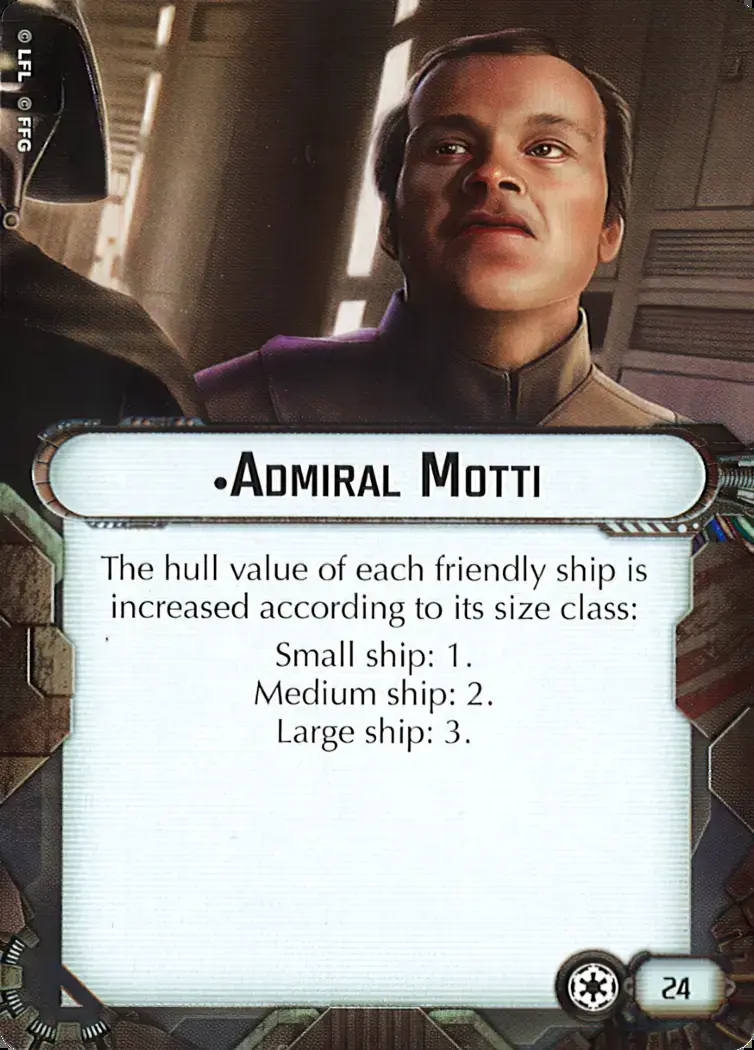 © LFL © FFG
•Admiral Motti
The hull value of each friendly ship is
increased according to its size class:
Small ship: 1.
Medium ship: 2.
Large ship: 3.
24